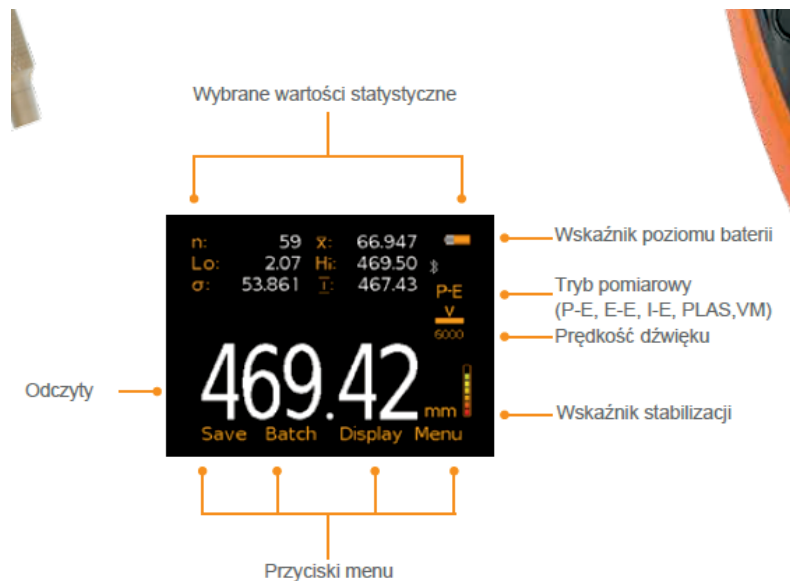 Wybrane wartości statystyczne
n: 59 x̅: 66.947
Lo: 2.07 Hi: 469.50
σ: 53.861 Ɪ: 467.43
P-E
V
6000
469.42 mm
Save Batch Display Menu
Wskaźnik poziomu baterii
Tryb pomiarowy
(P-E, E-E, I-E, PLAS,VM)
Prędkość dźwięku
Odczyty
Wskaźnik stabilizacji
Przyciski menu